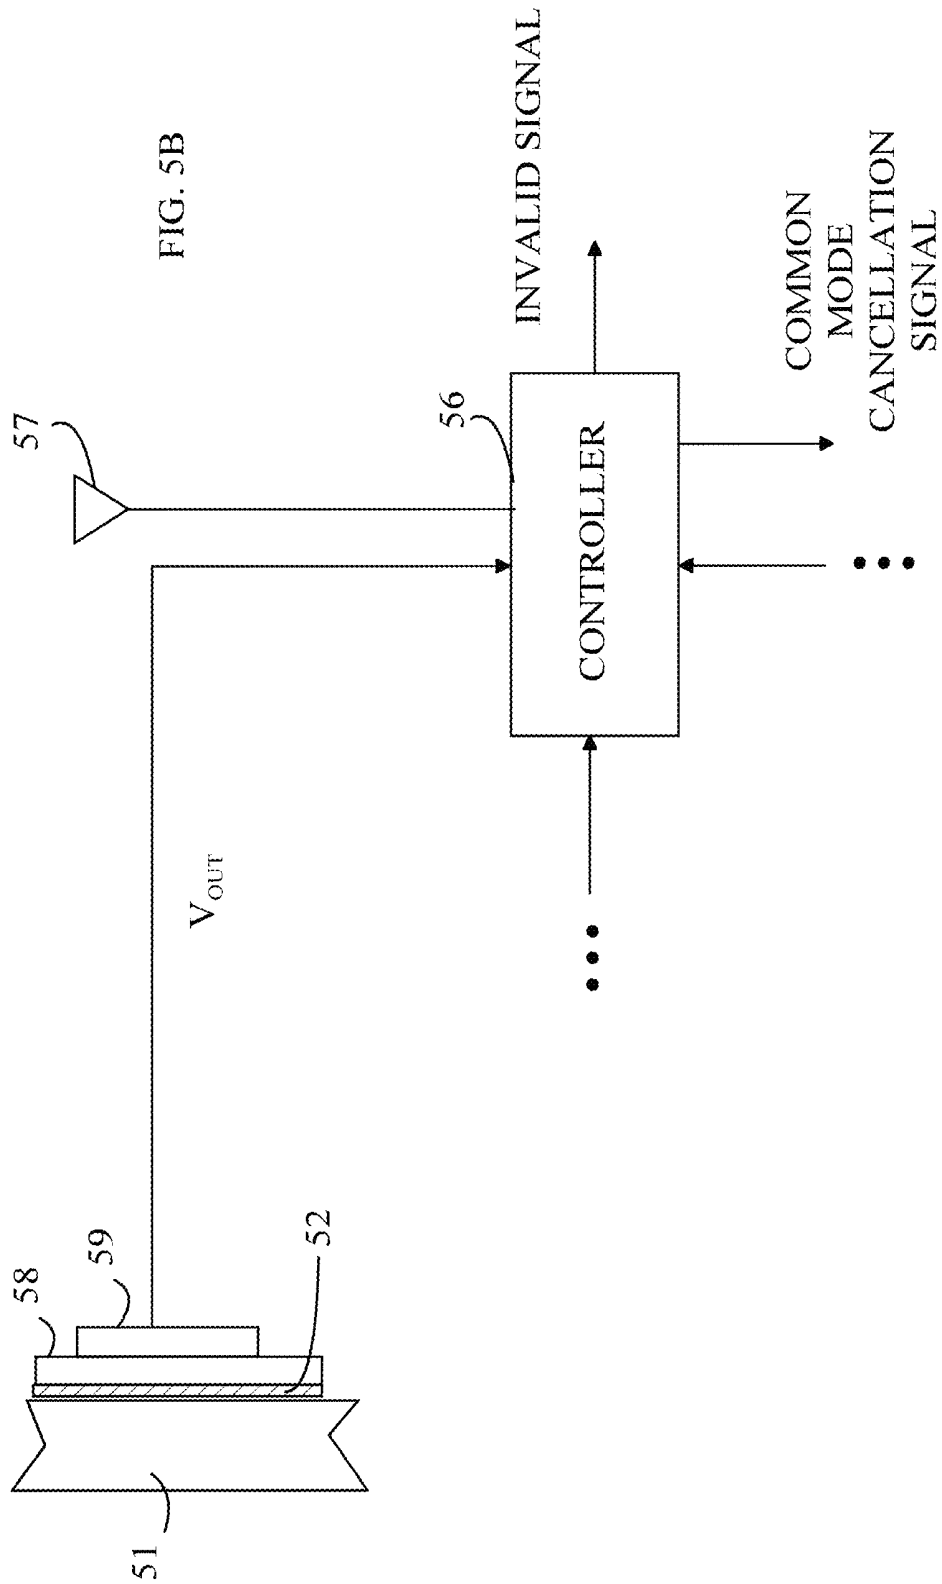 FIG. 5B
57
56
INVALID SIGNAL
CONTROLLER
COMMON
MODE
CANCELLATION
SIGNAL
V_OUT
58
59
52
51